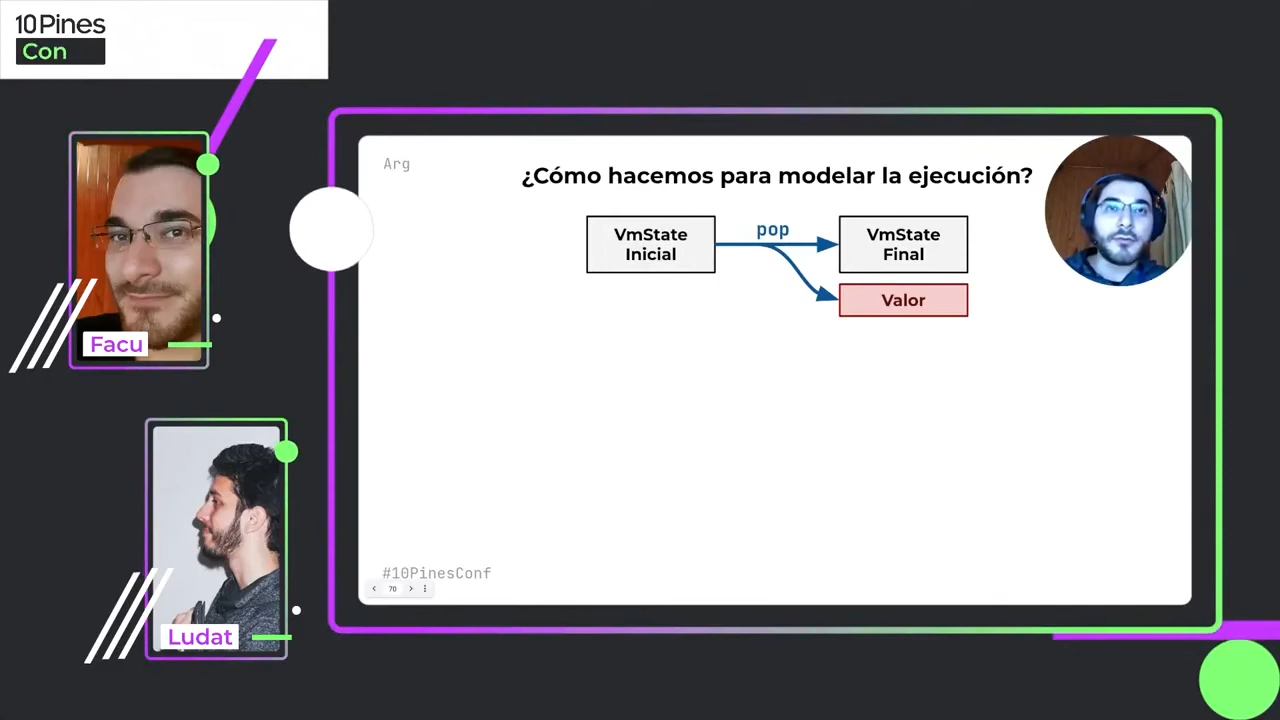 10Pines
Con
Facu
Ludat
Arg
¿Cómo hacemos para modelar la ejecución?
VmState
Inicial
pop
VmState
Final
Valor
#10PinesConf
70